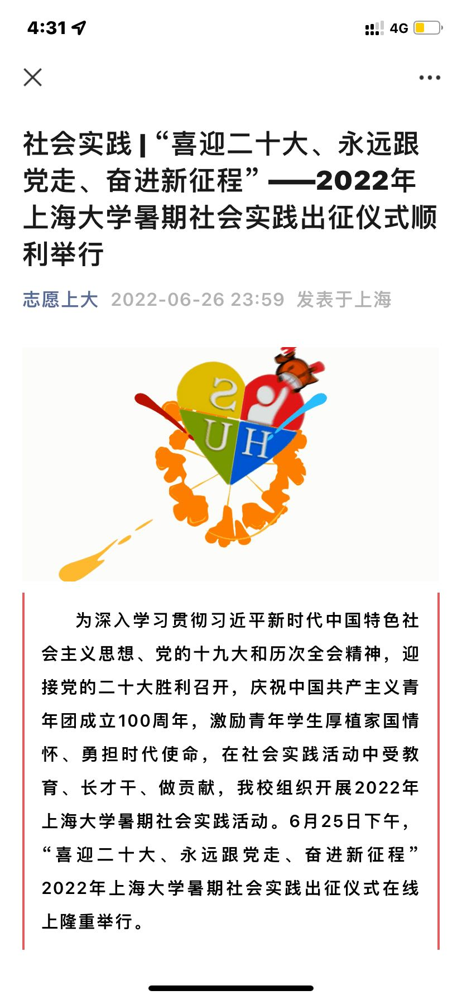 4:31
4G
社会实践 | “喜迎二十大、永远跟
党走、奋进新征程” ——2022年
上海大学暑期社会实践出征仪式顺
利举行
志愿上大 2022-06-26 23:59 发表于上海
S
U H
为深入学习贯彻习近平新时代中国特色社
会主义思想、党的十九大和历次全会精神，迎
接党的二十大胜利召开，庆祝中国共产主义青
年团成立100周年，激励青年学生厚植家国情
怀、勇担时代使命，在社会实践活动中受教
育、长才干、做贡献，我校组织开展2022年
上海大学暑期社会实践活动。6月25日下午，
“喜迎二十大、永远跟党走、奋进新征程”
2022年上海大学暑期社会实践出征仪式在线
上隆重举行。